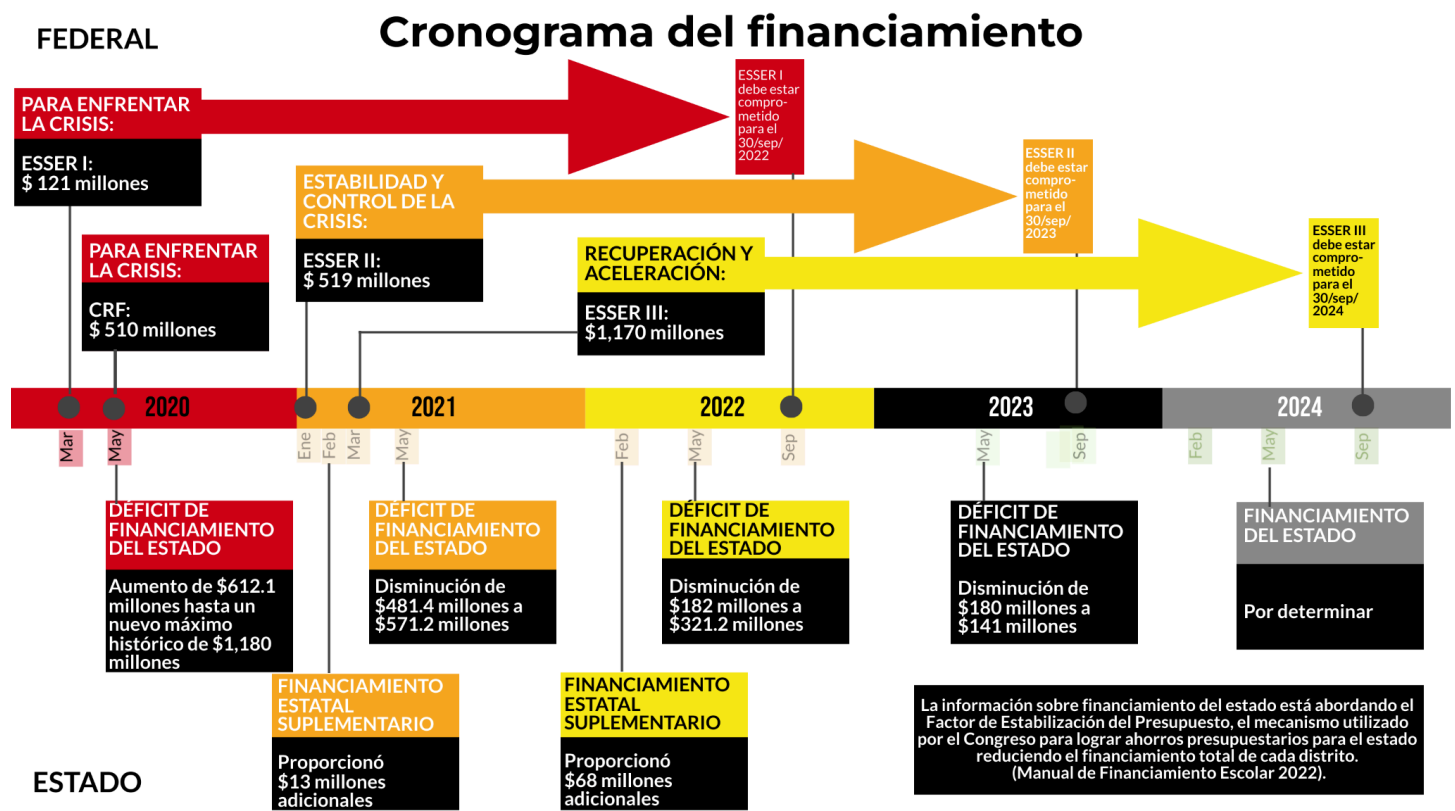 Cronograma del financiamiento
FEDERAL
PARA ENFRENTAR
LA CRISIS:
ESSER I:
$ 121 millones
ESSER I
debe estar
compro-
metido
para el
30/sep/
2022
PARA ENFRENTAR
LA CRISIS:
CRF:
$ 510 millones
ESTABILIDAD Y
CONTROL DE LA
CRISIS:
ESSER II:
$ 519 millones
ESSER II
debe estar
compro-
metido
para el
30/sep/
2023
RECUPERACIÓN Y
ACELERACIÓN:
ESSER III:
$1,170 millones
ESSER III
debe estar
compro-
metido
para el
30/sep/
2024
2020
2021
2022
2023
2024
Mar
May
Ene
Feb
Mar
May
Feb
May
Sep
May
Sep
Feb
May
Sep
DÉFICIT DE
FINANCIAMIENTO
DEL ESTADO
Aumento de $612.1
millones hasta un
nuevo máximo
histórico de $1,180
millones
DÉFICIT DE
FINANCIAMIENTO
DEL ESTADO
Disminución de
$481.4 millones a
$571.2 millones
DÉFICIT DE
FINANCIAMIENTO
DEL ESTADO
Disminución de
$182 millones a
$321.2 millones
DÉFICIT DE
FINANCIAMIENTO
DEL ESTADO
Disminución de
$180 millones a
$141 millones
FINANCIAMIENTO
DEL ESTADO
Por determinar
FINANCIAMIENTO
ESTATAL
SUPLEMENTARIO
Proporcionó
$13 millones
adicionales
FINANCIAMIENTO
ESTATAL
SUPLEMENTARIO
Proporcionó
$68 millones
adicionales
La información sobre financiamiento del estado está abordando el
Factor de Estabilización del Presupuesto, el mecanismo utilizado
por el Congreso para lograr ahorros presupuestarios para el estado
reduciendo el financiamiento total de cada distrito.
(Manual de Financiamiento Escolar 2022).
ESTADO